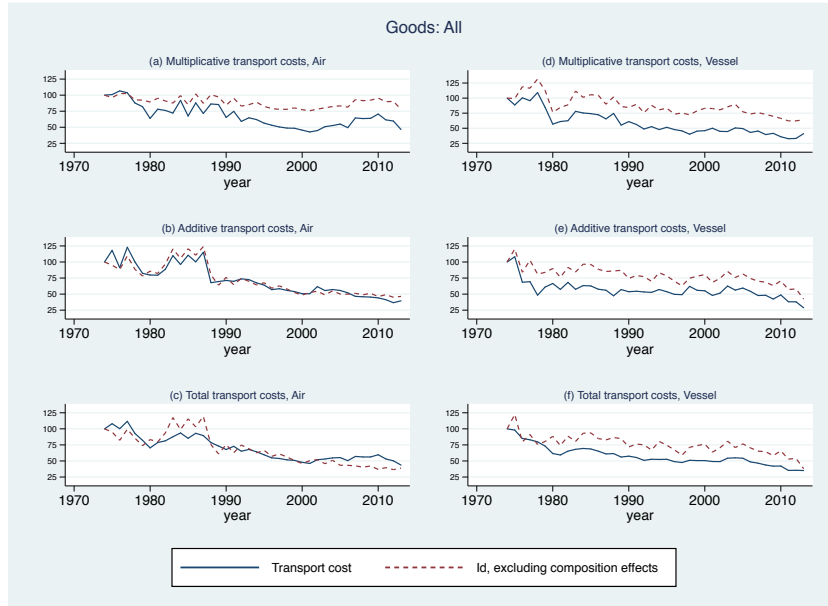 Goods: All
(a) Multiplicative transport costs, Air
125
100
75
50
25
1970 1980 1990 2000 2010
year
(d) Multiplicative transport costs, Vessel
125
100
75
50
25
1970 1980 1990 2000 2010
year
(b) Additive transport costs, Air
125
100
75
50
25
1970 1980 1990 2000 2010
year
(e) Additive transport costs, Vessel
125
100
75
50
25
1970 1980 1990 2000 2010
year
(c) Total transport costs, Air
125
100
75
50
25
1970 1980 1990 2000 2010
year
(f) Total transport costs, Vessel
125
100
75
50
25
1970 1980 1990 2000 2010
year
Transport cost Id, excluding composition effects